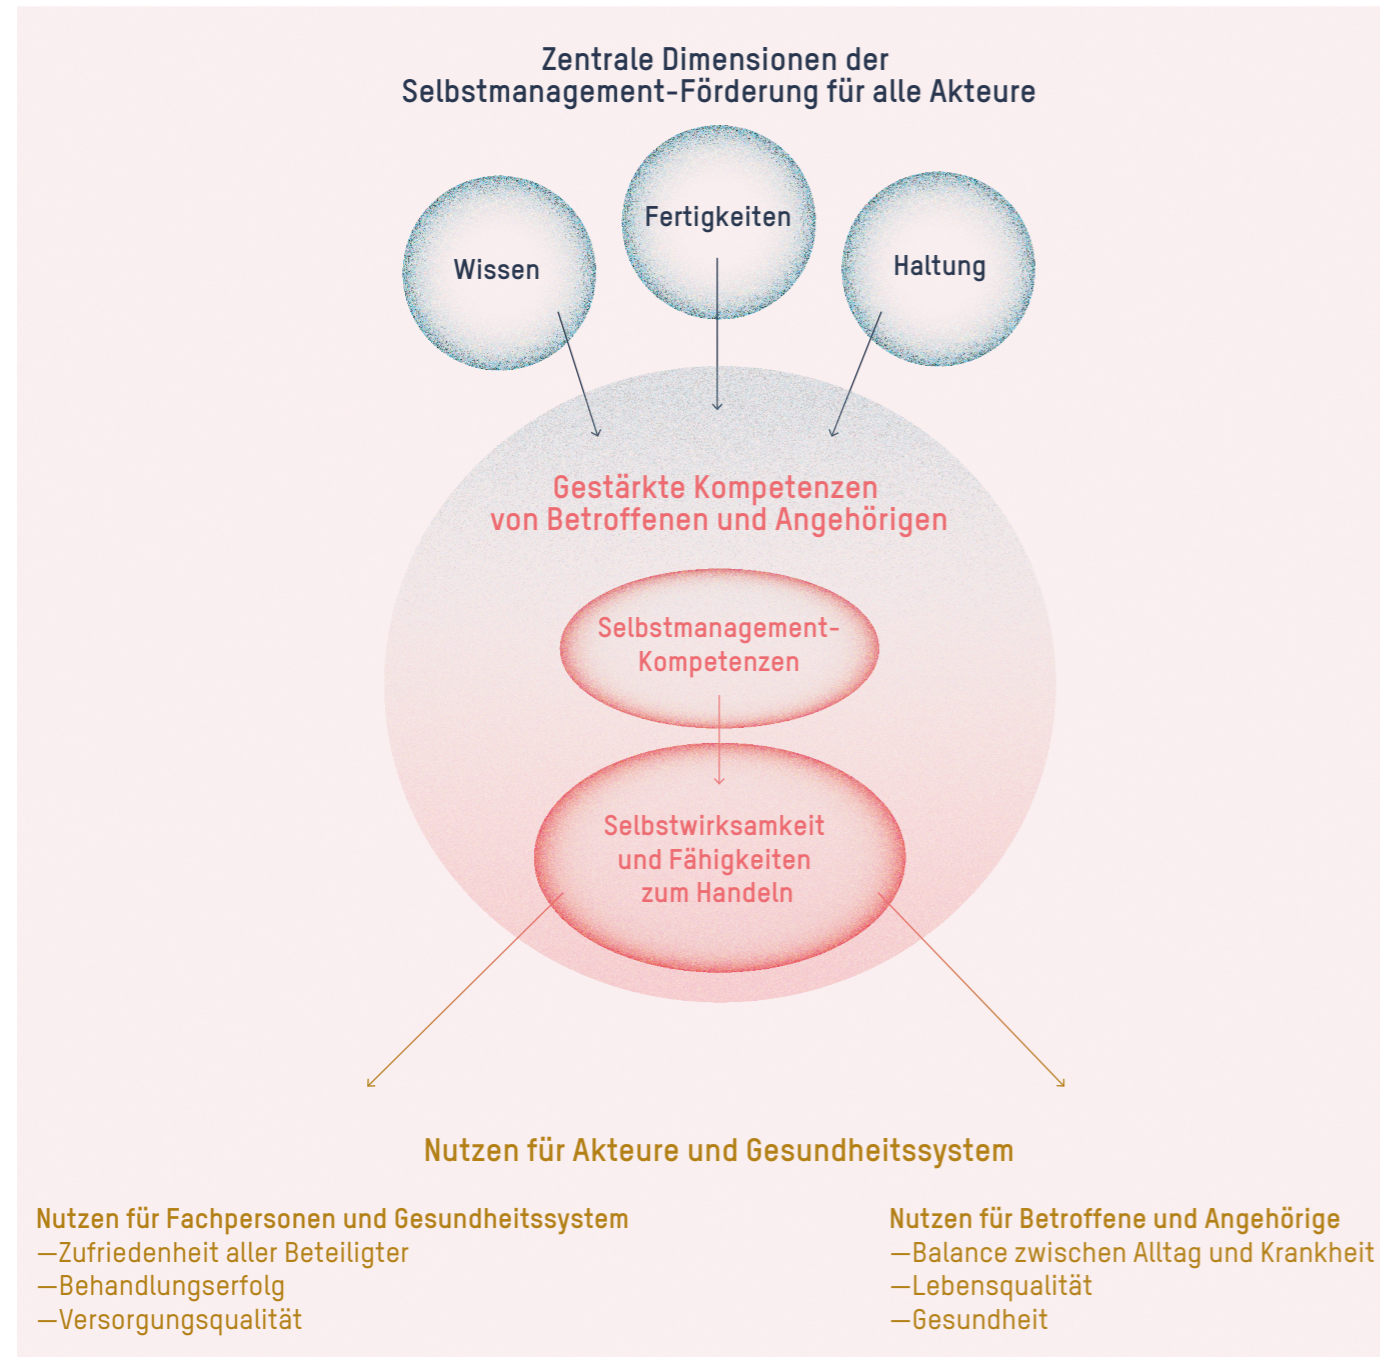 Zentrale Dimensionen der
Selbstmanagement-Förderung für alle Akteure
Wissen
Fertigkeiten
Haltung
Gestärkte Kompetenzen
von Betroffenen und Angehörigen
Selbstmanagement-
Kompetenzen
Selbstwirksamkeit
und Fähigkeiten
zum Handeln
Nutzen für Akteure und Gesundheitssystem
Nutzen für Fachpersonen und Gesundheitssystem
—Zufriedenheit aller Beteiligter
—Behandlungserfolg
—Versorgungsqualität
Nutzen für Betroffene und Angehörige
—Balance zwischen Alltag und Krankheit
—Lebensqualität
—Gesundheit